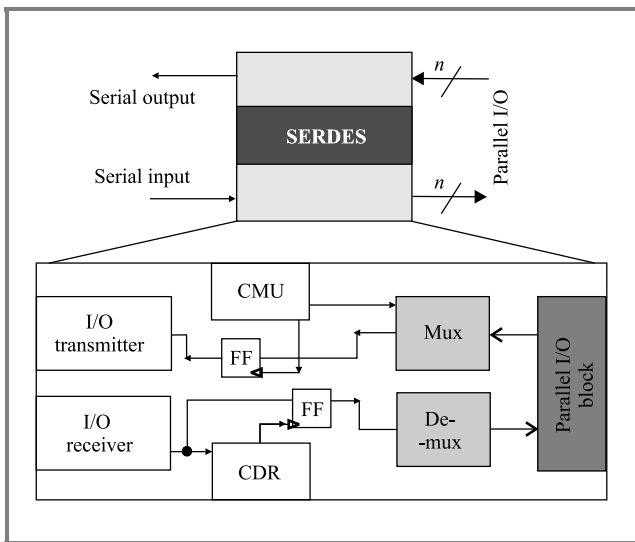 n
Serial output
SERDES
Parallel I/O
Serial input
n
CMU
I/O
transmitter
FF
Mux
Parallel I/O
block
I/O
receiver
FF
De-
-mux
CDR